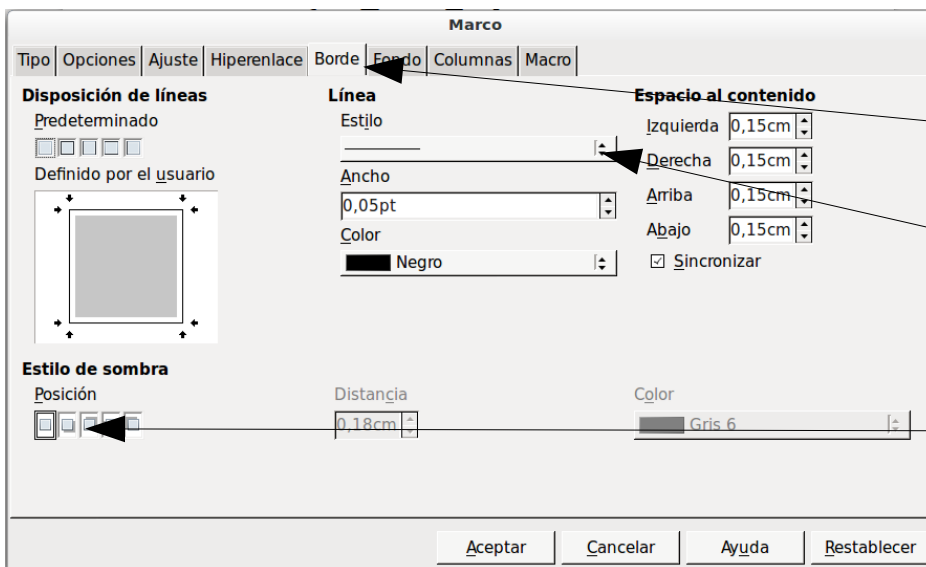 Marco
Tipo Opciones Ajuste Hiperenlace Borde Fondo Columnas Macro
Disposición de líneas
Predeterminado
Definido por el usuario
Línea
Estilo
Ancho
0,05pt
Color
Negro
Espacio al contenido
Izquierda 0,15cm
Derecha 0,15cm
Arriba 0,15cm
Abajo 0,15cm
Sincronizar
Estilo de sombra
Posición
Distancia
0,18cm
Color
Gris 6
Aceptar Cancelar Ayuda Restablecer